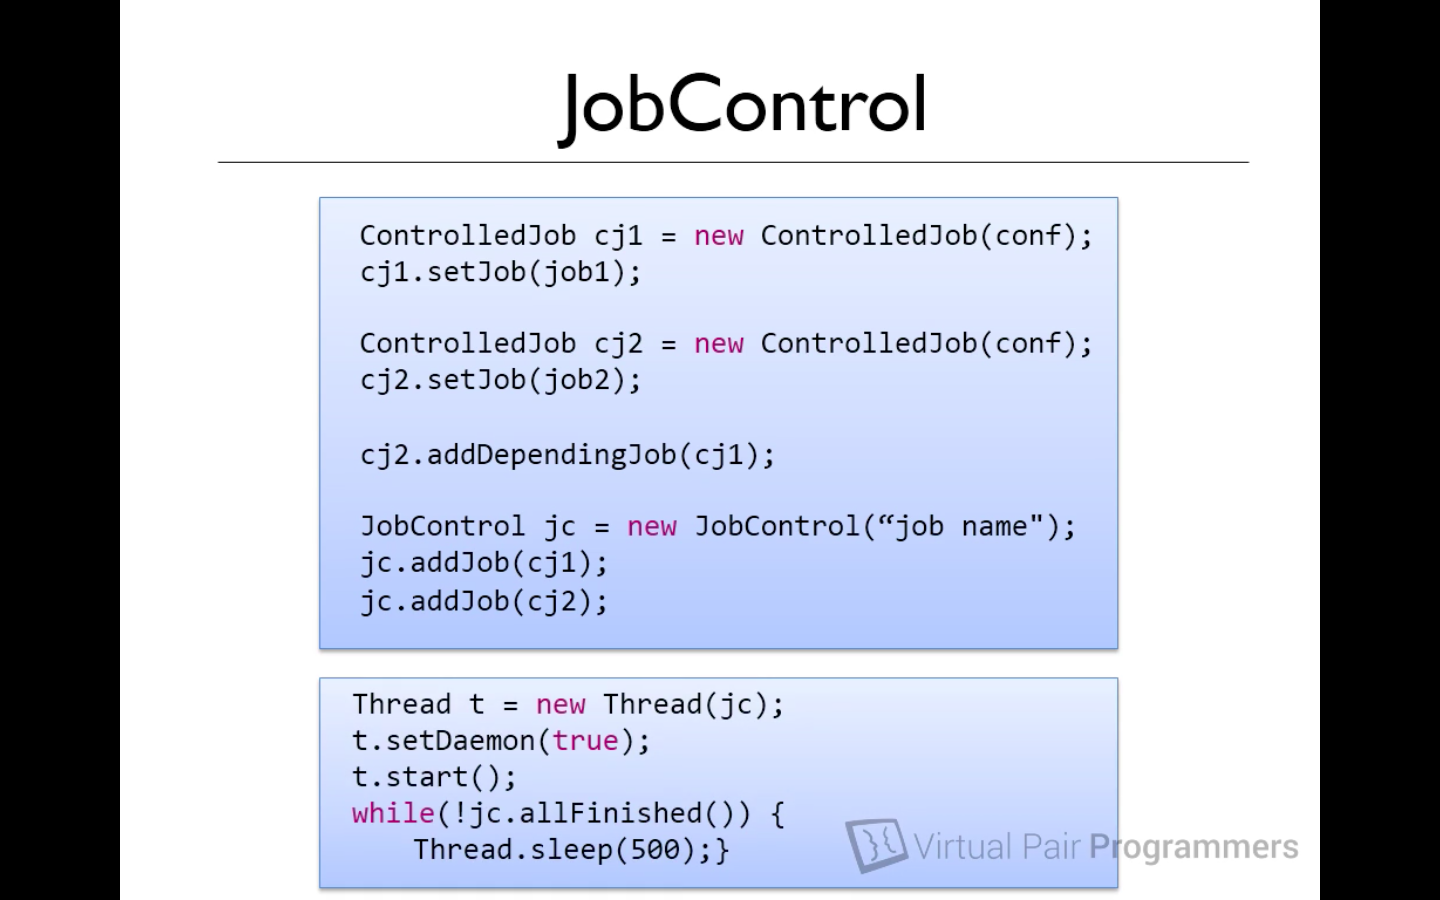 JobControl
ControlledJob cj1 = new ControlledJob(conf);
cj1.setJob(job1);
ControlledJob cj2 = new ControlledJob(conf);
cj2.setJob(job2);
cj2.addDependingJob(cj1);
JobControl jc = new JobControl(“job name");
jc.addJob(cj1);
jc.addJob(cj2);
Thread t = new Thread(jc);
t.setDaemon(true);
t.start();
while(!jc.allFinished()) {
Thread.sleep(500);}
Virtual Pair Programmers